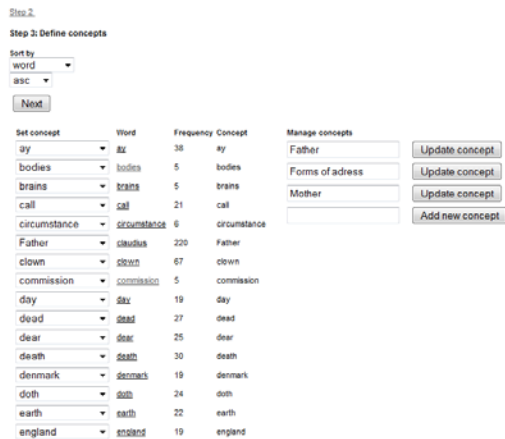 Step 2
Step 3: Define concepts
Sort by
word
asc
Next
Set concept Word Frequency Concept Manage concepts
ay ay 38 ay Father Update concept
bodies bodies 5 bodies Forms of adress Update concept
brains brains 5 brains Mother Update concept
call call 21 call Add new concept
circumstance circumstance 6 circumstance
Father claudius 220 Father
clown clown 67 clown
commission commission 5 commission
day day 19 day
dead dead 27 dead
dear dear 25 dear
death death 30 death
denmark denmark 19 denmark
doth doth 24 doth
earth earth 22 earth
england england 19 england